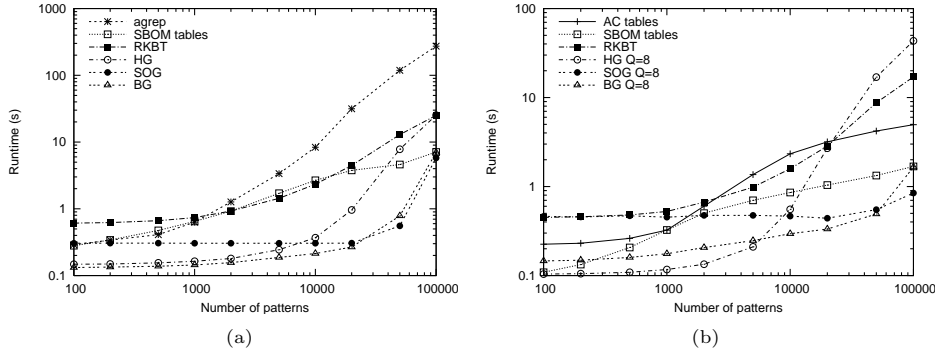 1000
100
10
1
0.1
100
1000
10000
100000
Runtime (s)
Number of patterns
agrep
SBOM tables
RKBT
HG
SOG
BG
(a)
100
10
1
0.1
100
1000
10000
100000
Runtime (s)
Number of patterns
AC tables
SBOM tables
RKBT
HG Q=8
SOG Q=8
BG Q=8
(b)